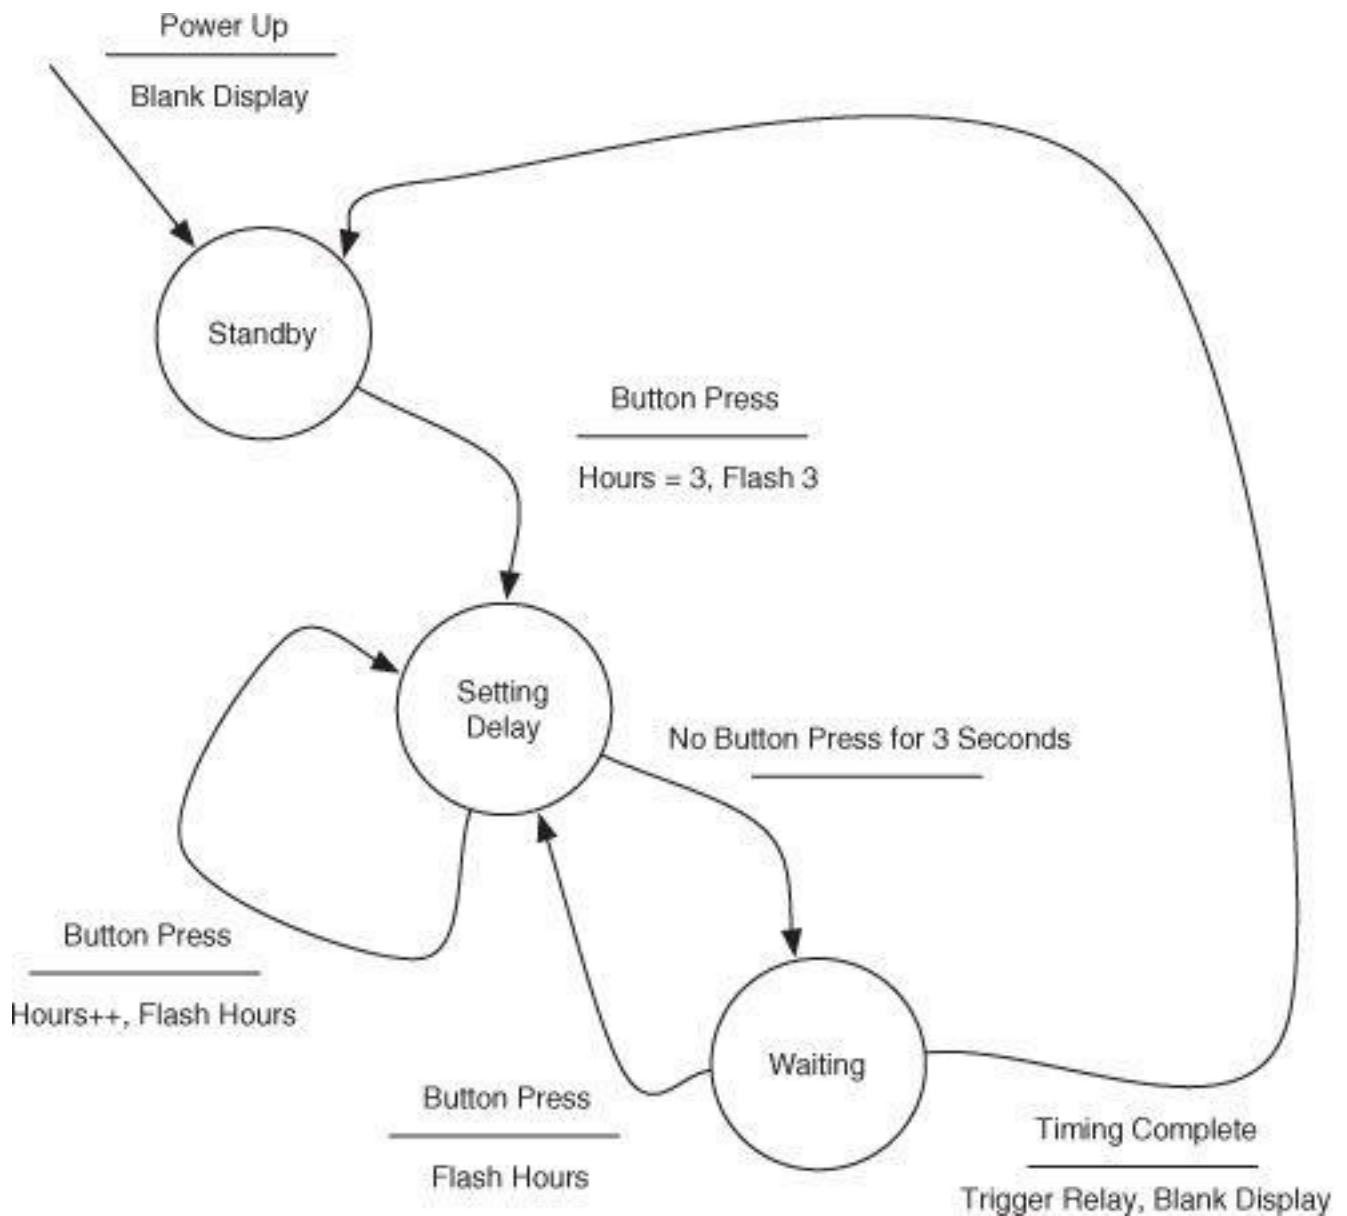 Power Up
Blank Display
Standby
Button Press
Hours = 3, Flash 3
Setting
Delay
No Button Press for 3 Seconds
Button Press
Hours++, Flash Hours
Waiting
Button Press
Flash Hours
Timing Complete
Trigger Relay, Blank Display